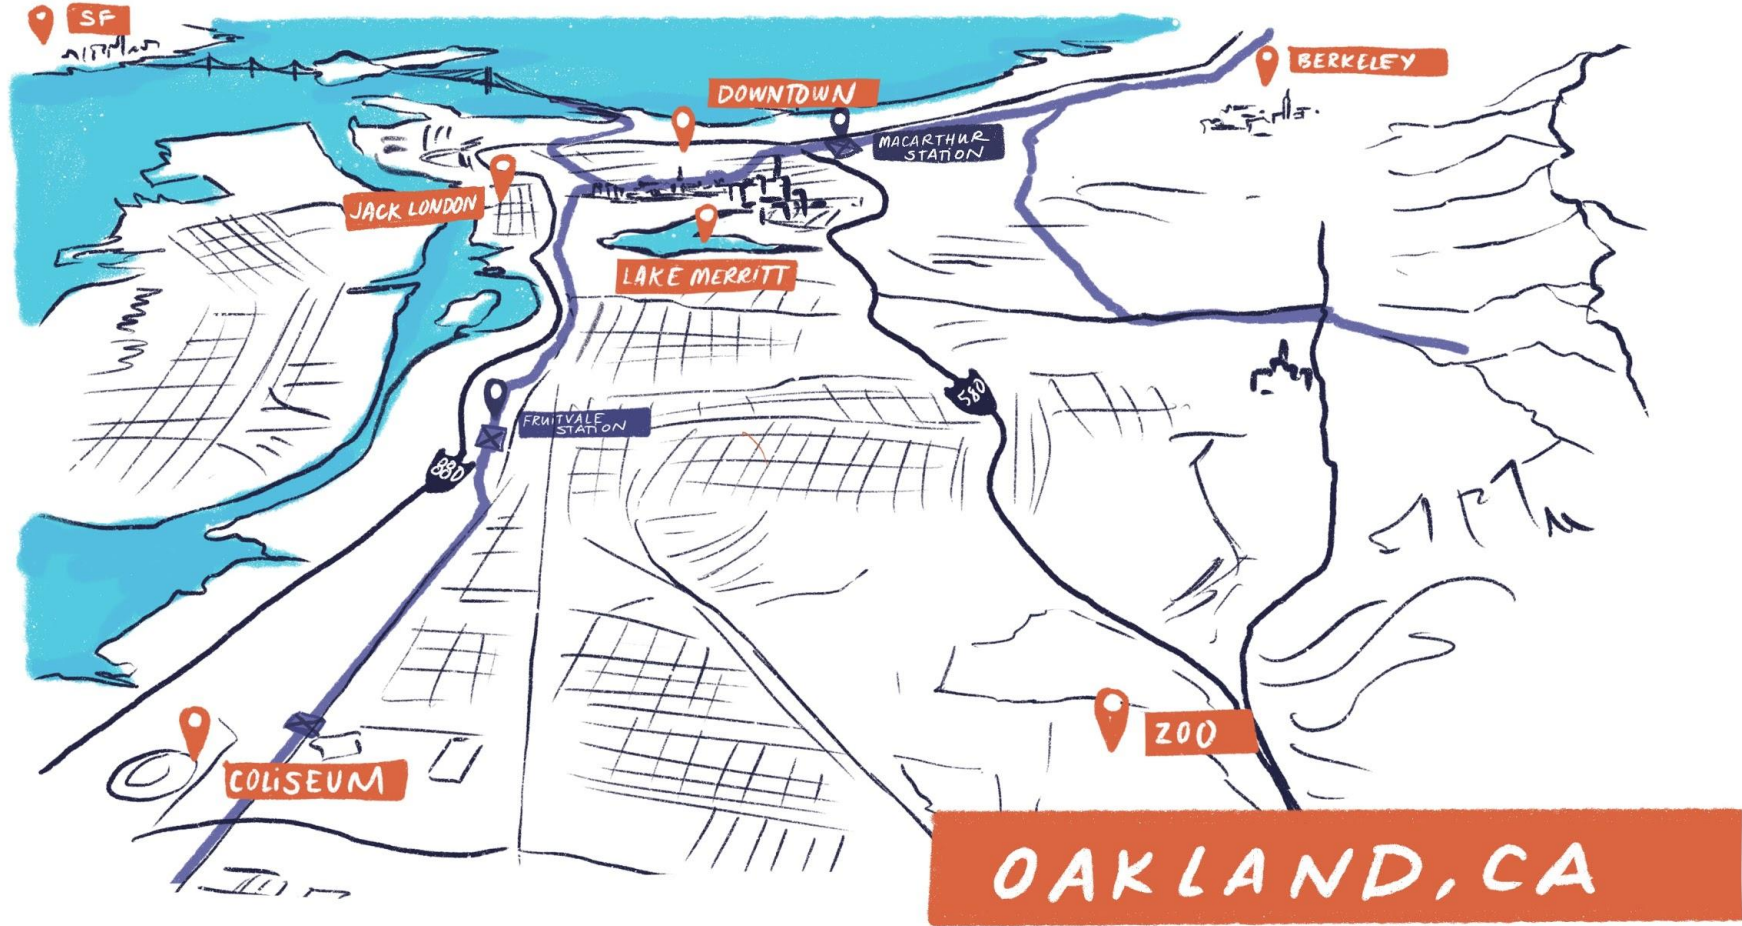 SF
BERKELEY
DOWNTOWN
MACARTHUR
STATION
JACK LONDON
LAKE MERRITT
580
FRUITVALE
STATION
880
ZOO
COLISEUM
OAKLAND, CA